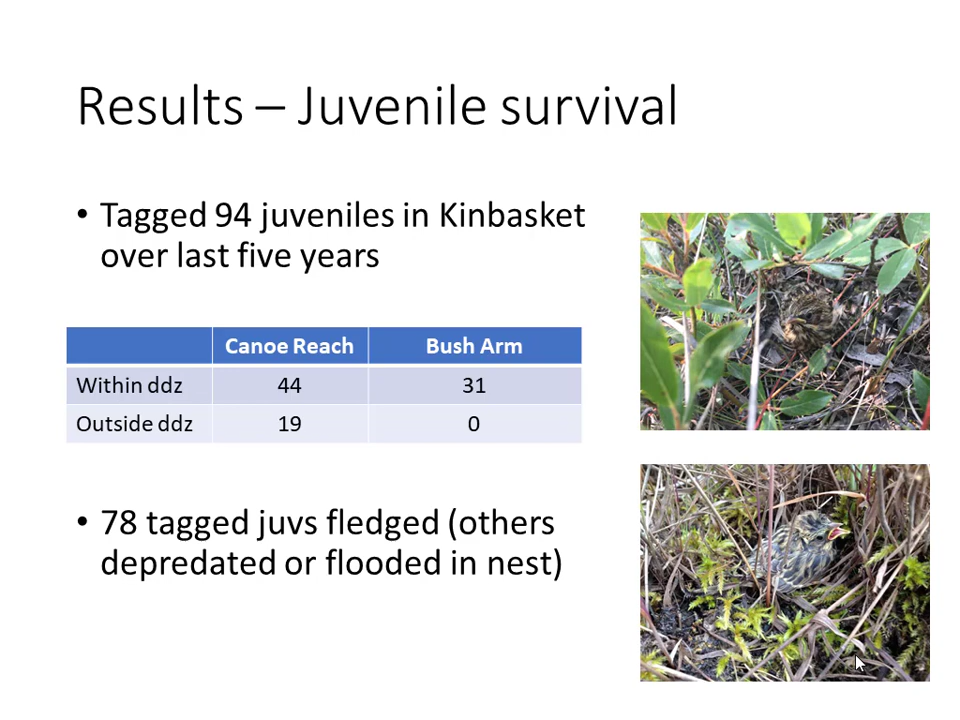 Results – Juvenile survival
• Tagged 94 juveniles in Kinbasket
over last five years
Canoe Reach Bush Arm
Within ddz 44 31
Outside ddz 19 0
• 78 tagged juvs fledged (others
depredated or flooded in nest)